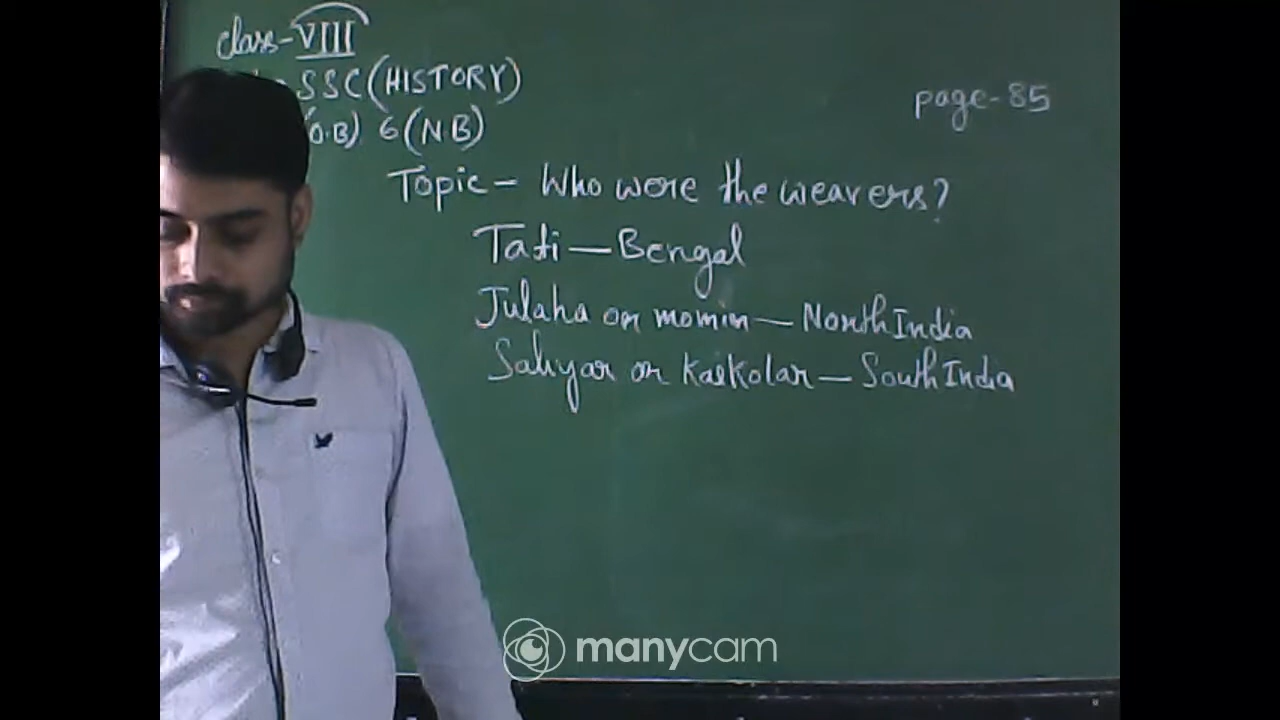 Class-VIII
SSC (HISTORY)
(O.B) 6 (N.B)
page-85
Topic - Who were the weavers?
Tati - Bengal
Julaha or momin - North India
Saliyar or Kaikolar - South India
manycam